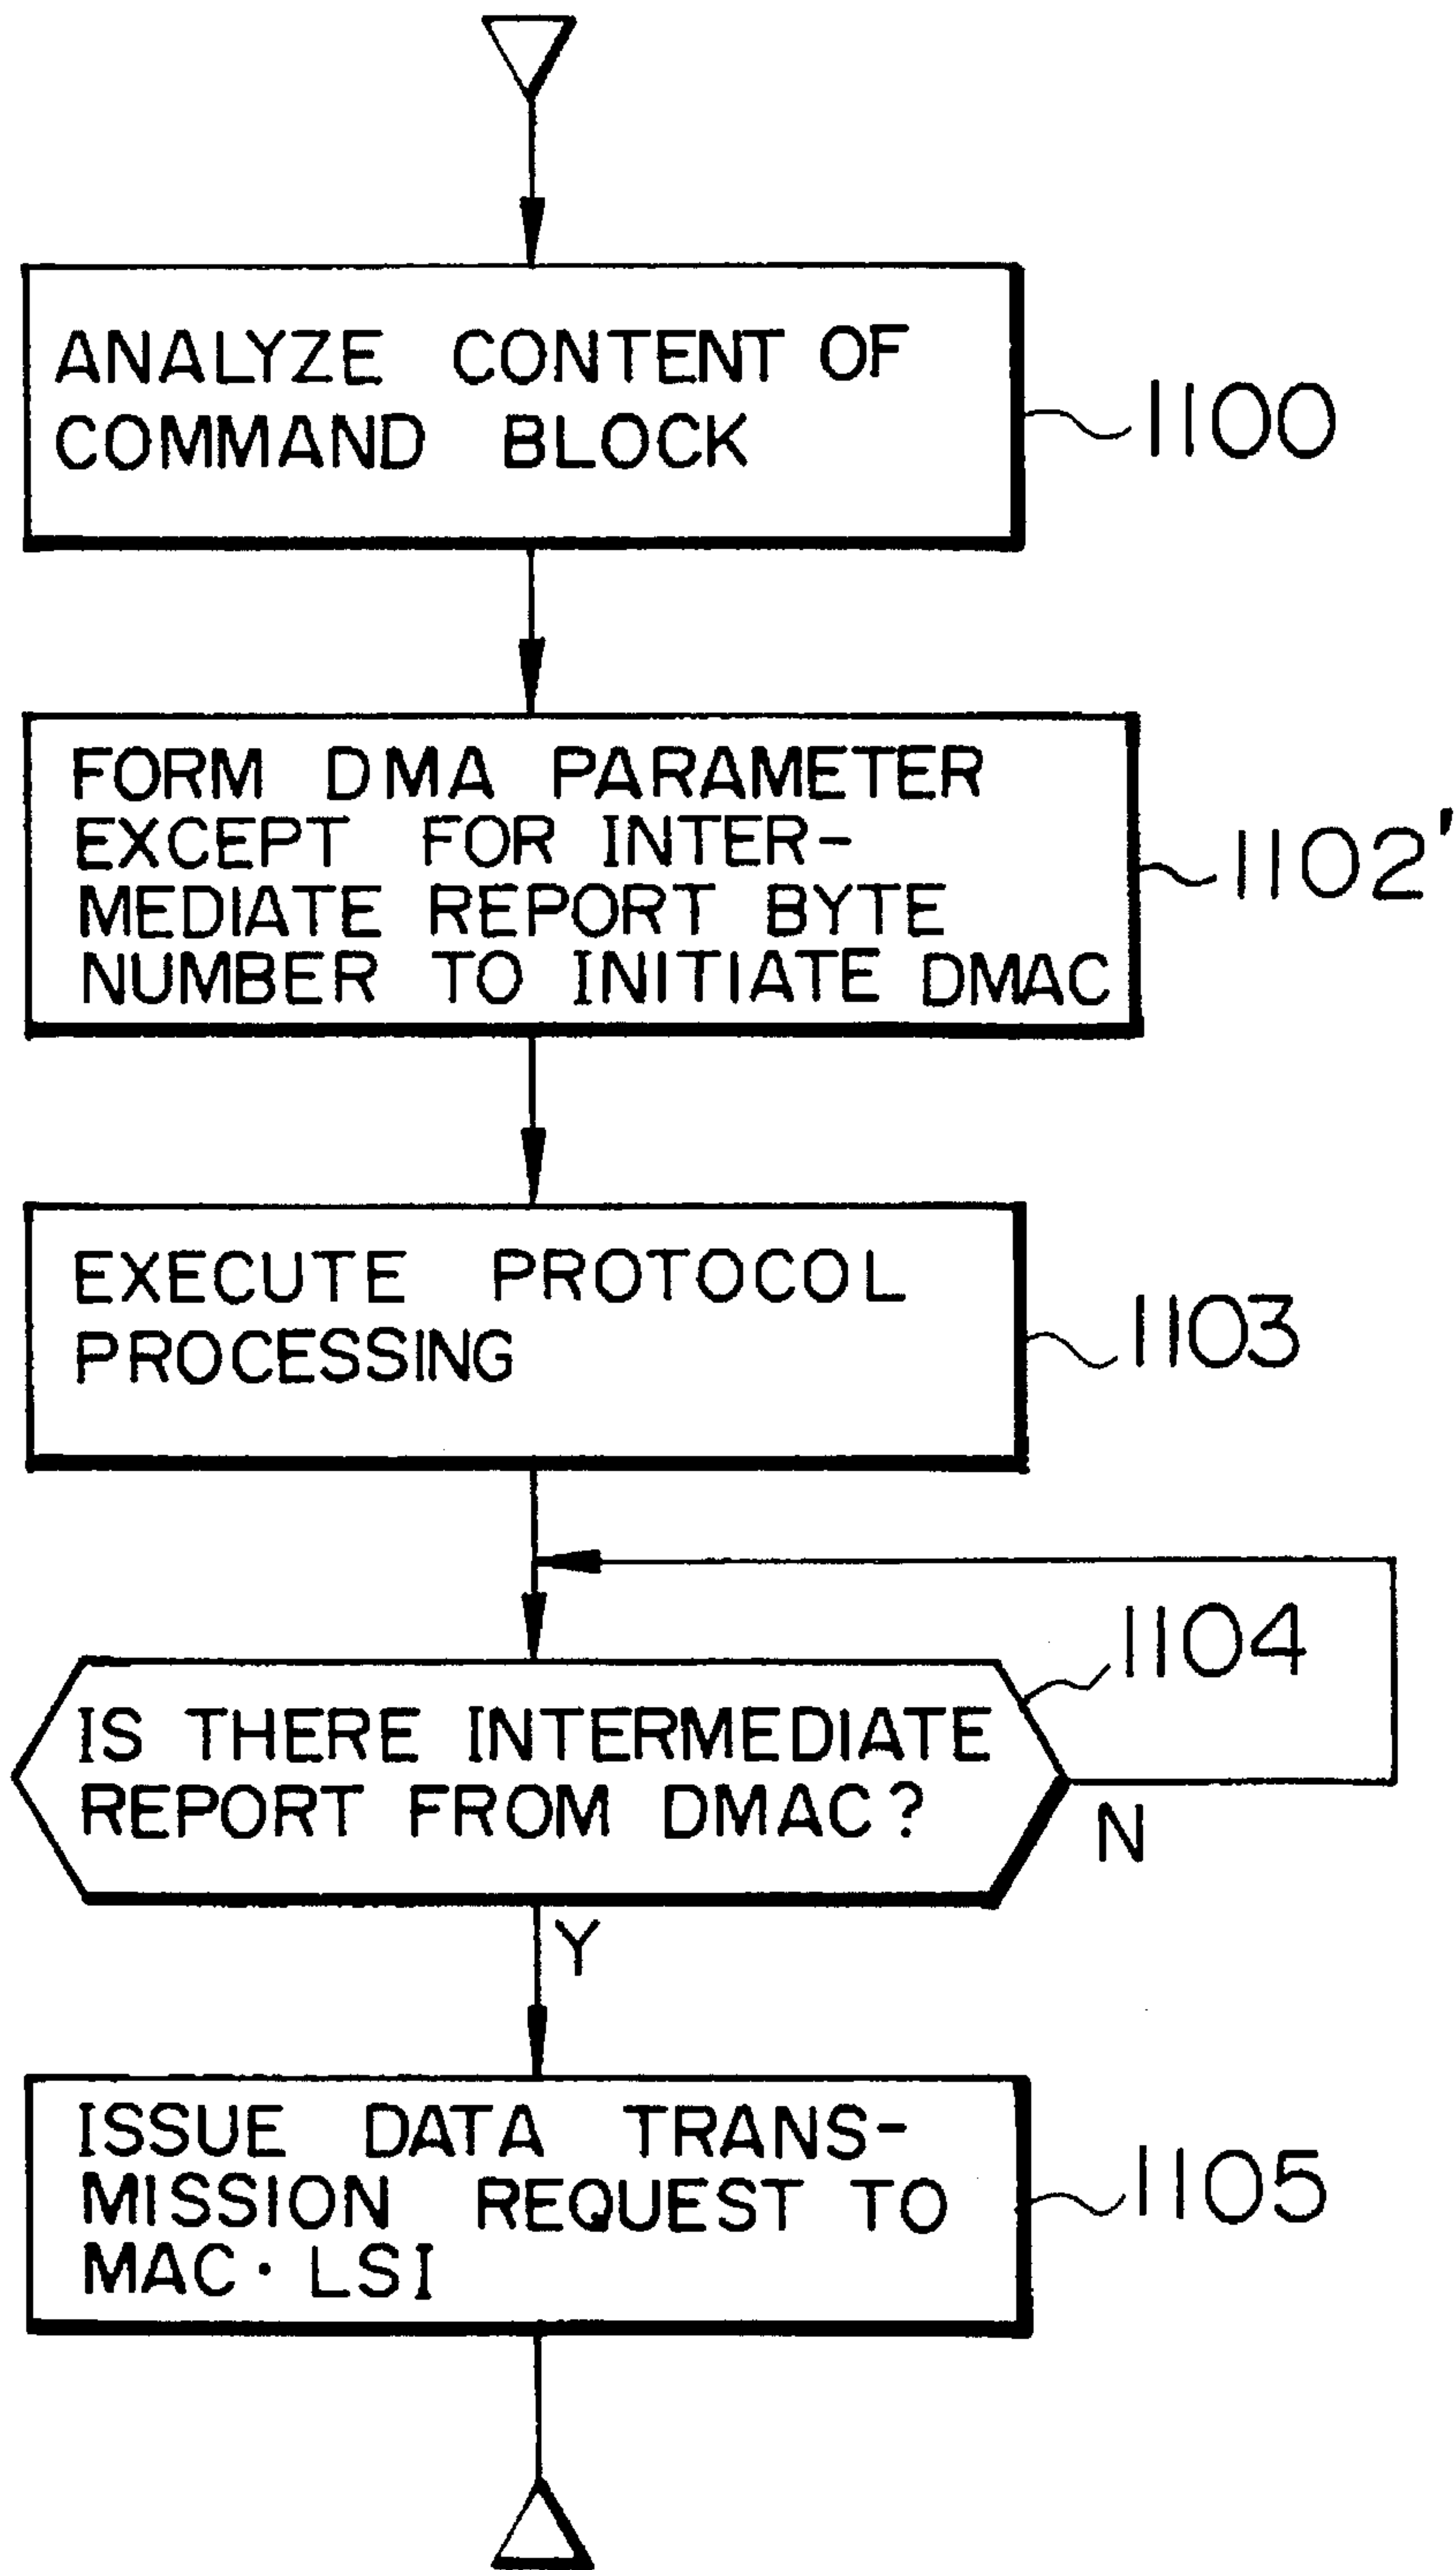 ANALYZE CONTENT OF
COMMAND BLOCK
1100
FORM DMA PARAMETER
EXCEPT FOR INTER-
MEDIATE REPORT BYTE
NUMBER TO INITIATE DMAC
1102'
EXECUTE PROTOCOL
PROCESSING
1103
1104
IS THERE INTERMEDIATE
REPORT FROM DMAC?
N
Y
ISSUE DATA TRANS-
MISSION REQUEST TO
MAC · LSI
1105